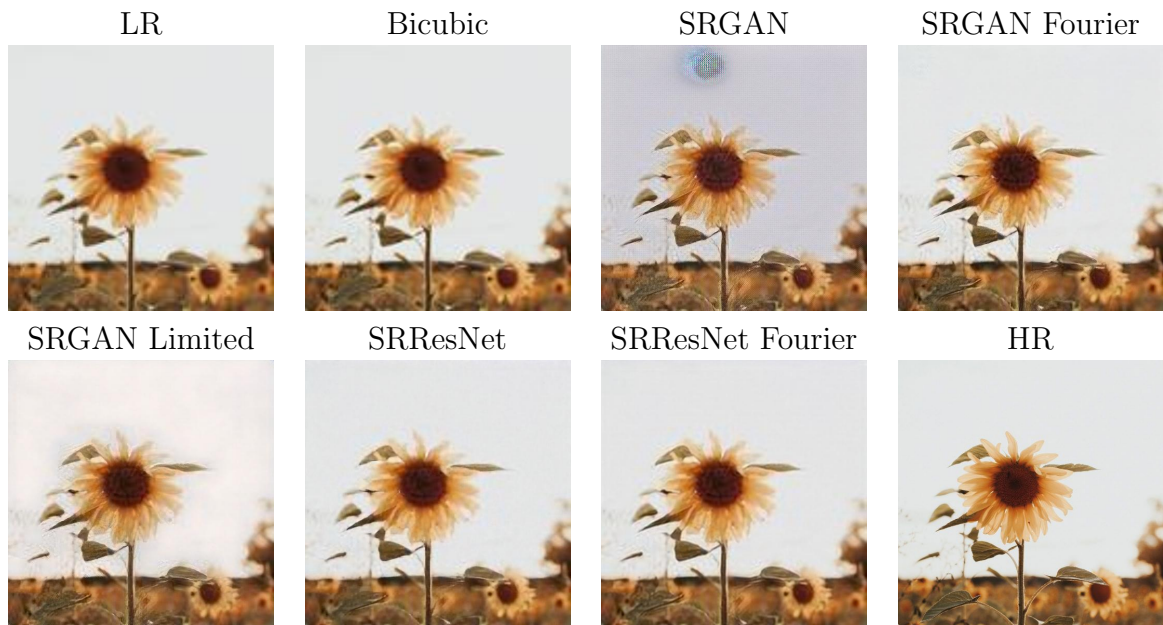 LR
Bicubic
SRGAN
SRGAN Fourier
SRGAN Limited
SRResNet
SRResNet Fourier
HR